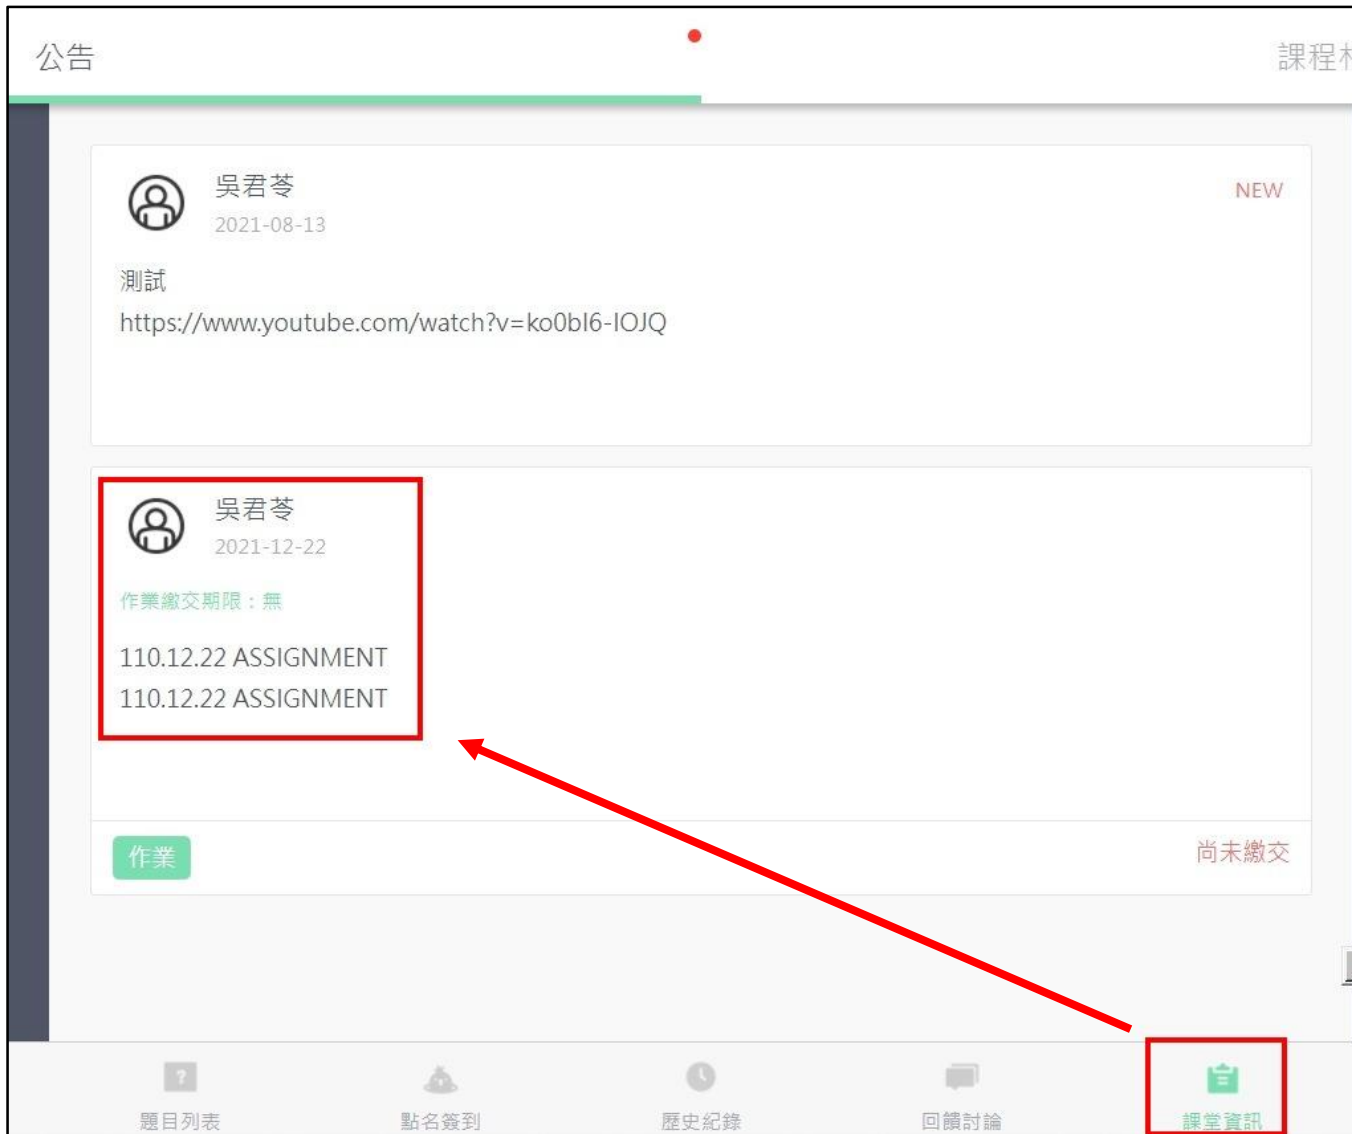 公告
課程
吳君苓
NEW
2021-08-13
測試
https://www.youtube.com/watch?v=ko0bI6-IOJQ
吳君苓
2021-12-22
作業繳交期限：無
110.12.22 ASSIGNMENT
110.12.22 ASSIGNMENT
作業
尚未繳交
題目列表
點名簽到
歷史紀錄
回饋討論
課堂資訊